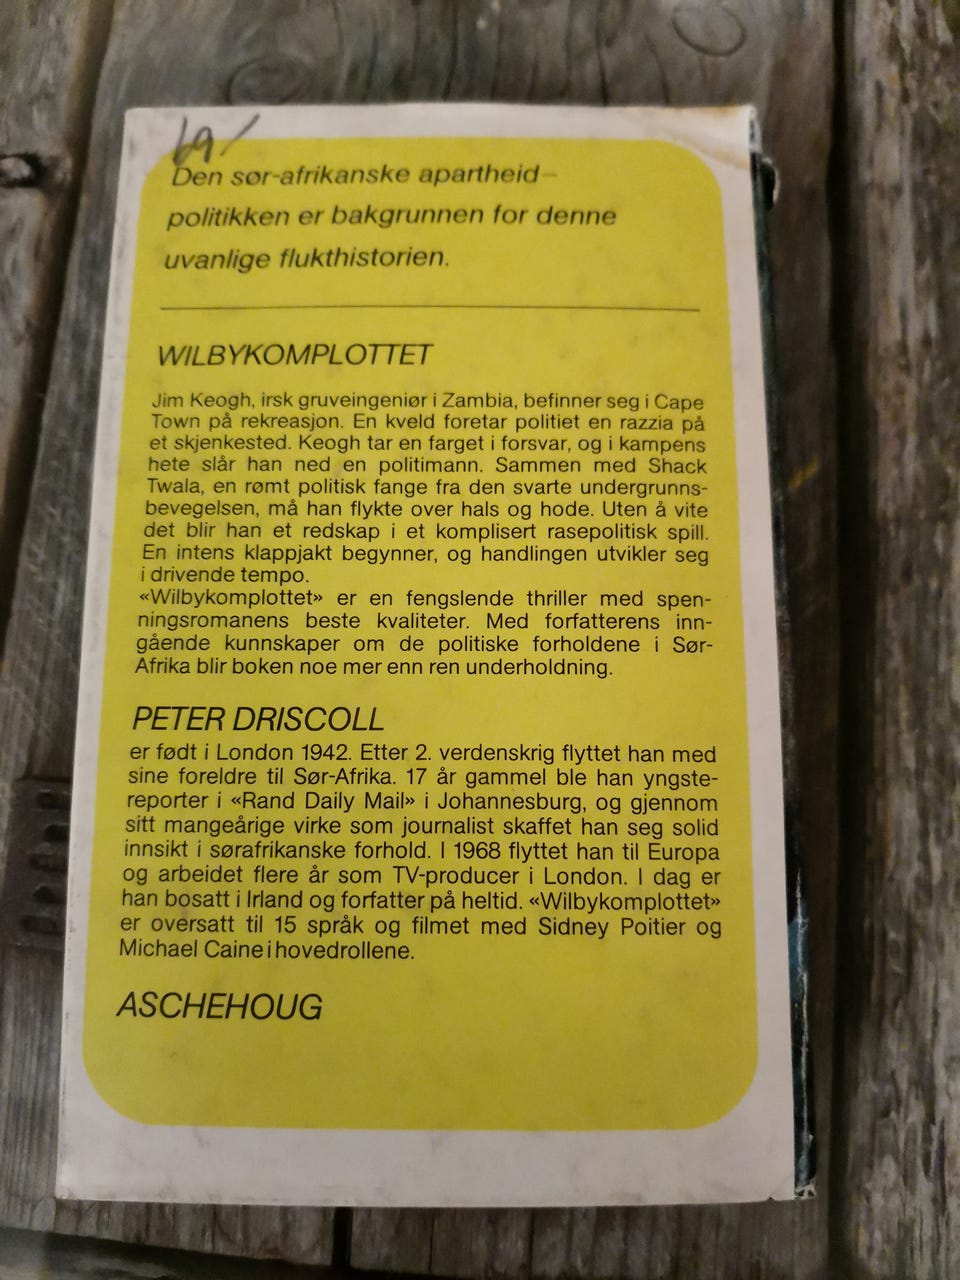 69/
Den sør-afrikanske apartheid-
politikken er bakgrunnen for denne
uvanlige flukthistorien.
WILBYKOMPLOTTET
Jim Keogh, irsk gruveingeniør i Zambia, befinner seg i Cape
Town på rekreasjon. En kveld foretar politiet en razzia på
et skjenkested. Keogh tar en farget i forsvar, og i kampens
hete slår han ned en politimann. Sammen med Shack
Twala, en rømt politisk fange fra den svarte undergrunns-
bevegelsen, må han flykte over hals og hode. Uten å vite
det blir han et redskap i et komplisert rasepolitisk spill.
En intens klappjakt begynner, og handlingen utvikler seg
i drivende tempo.
«Wilbykomplottet» er en fengslende thriller med spen-
ningsromanens beste kvaliteter. Med forfatterens inn-
gående kunnskaper om de politiske forholdene i Sør-
Afrika blir boken noe mer enn ren underholdning.
PETER DRISCOLL
er født i London 1942. Etter 2. verdenskrig flyttet han med
sine foreldre til Sør-Afrika. 17 år gammel ble han yngste-
reporter i «Rand Daily Mail» i Johannesburg, og gjennom
sitt mangeårige virke som journalist skaffet han seg solid
innsikt i sørafrikanske forhold. I 1968 flyttet han til Europa
og arbeidet flere år som TV-producer i London. I dag er
han bosatt i Irland og forfatter på heltid. «Wilbykomplottet»
er oversatt til 15 språk og filmet med Sidney Poitier og
Michael Caine i hovedrollene.
ASCHEHOUG